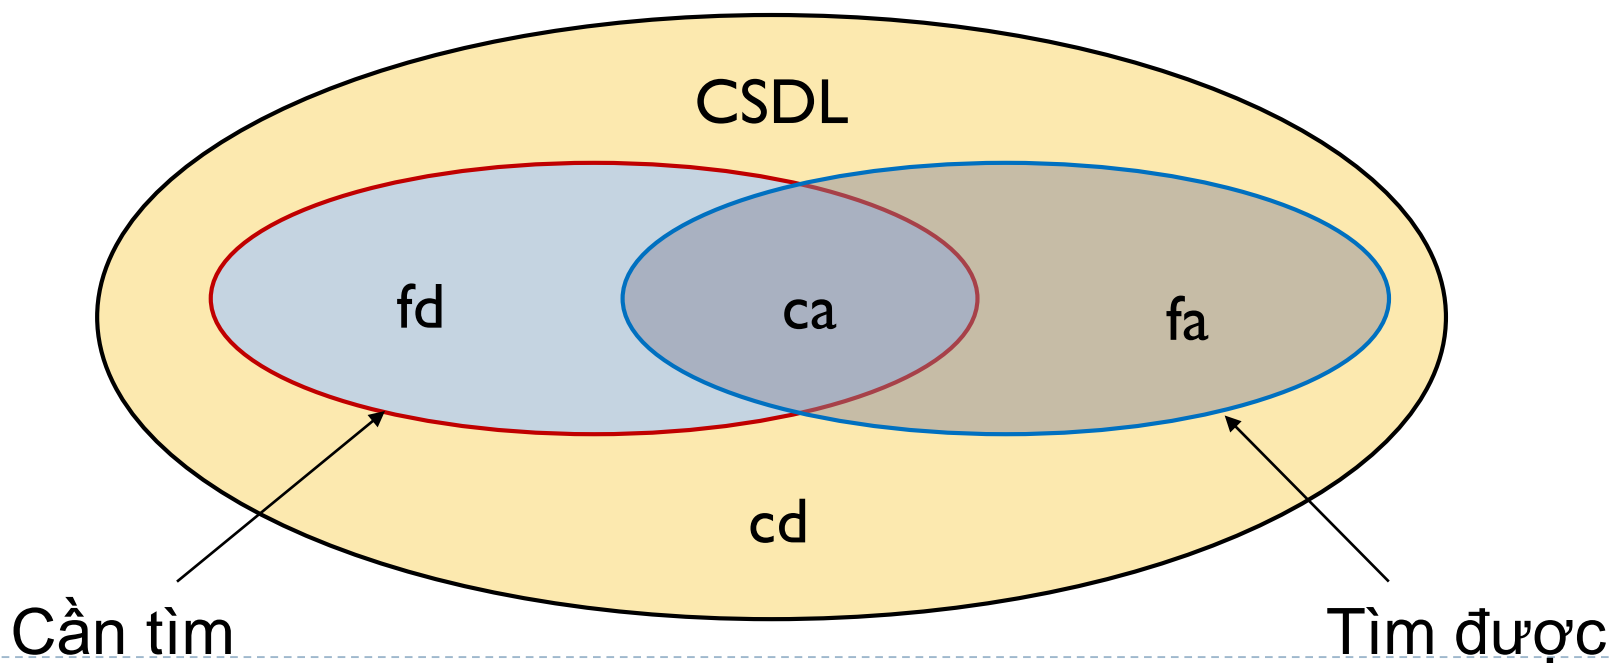 CSDL
fd
ca
fa
cd
Cần tìm
Tìm được